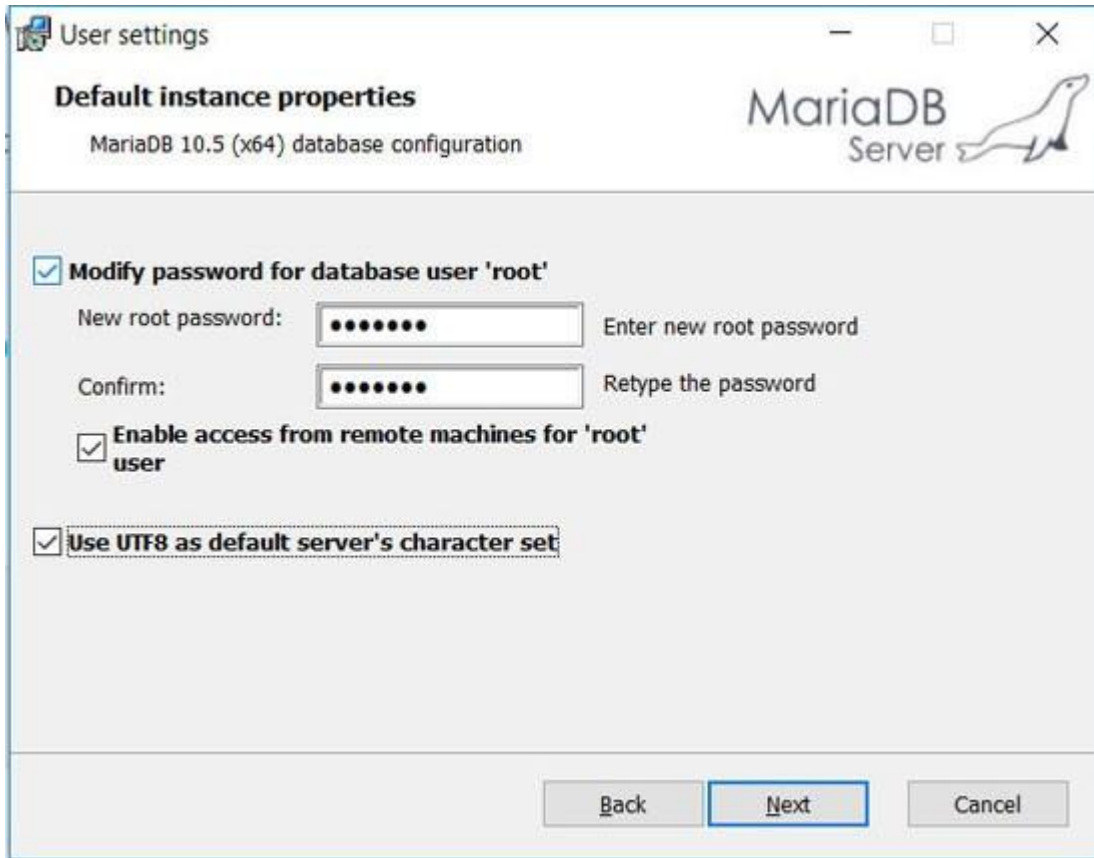 User settings
Default instance properties
MariaDB 10.5 (x64) database configuration
MariaDB
Server
Modify password for database user 'root'
New root password: ••••••• Enter new root password
Confirm: ••••••• Retype the password
Enable access from remote machines for 'root'
user
Use UTF8 as default server's character set
Back Next Cancel